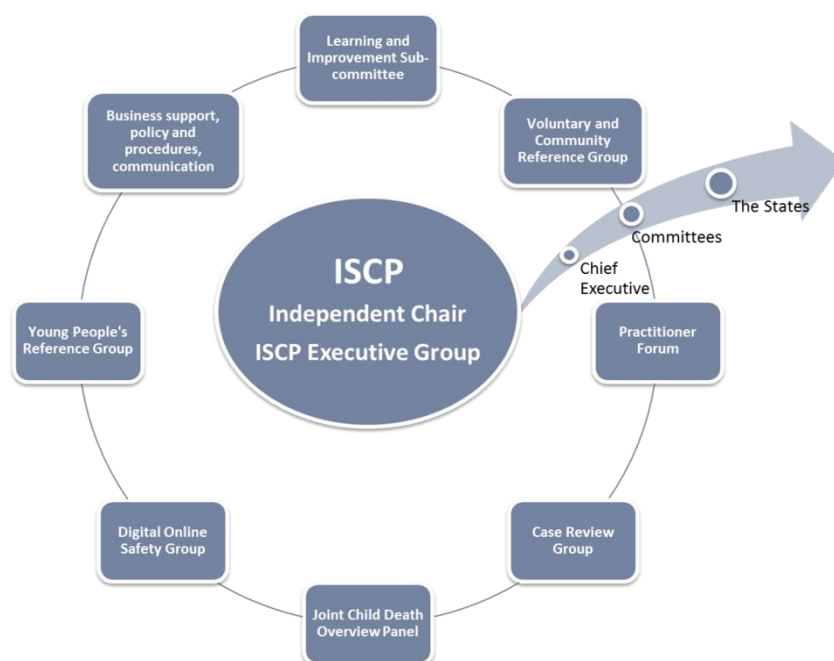 Learning and
Improvement Sub-
committee
Business support,
policy and
procedures,
communication
Voluntary and
Community
Reference Group
The States
Committees
Chief
Executive
ISCP
Independent Chair
ISCP Executive Group
Young People's
Reference Group
Practitioner
Forum
Digital Online
Safety Group
Case Review
Group
Joint Child Death
Overview Panel